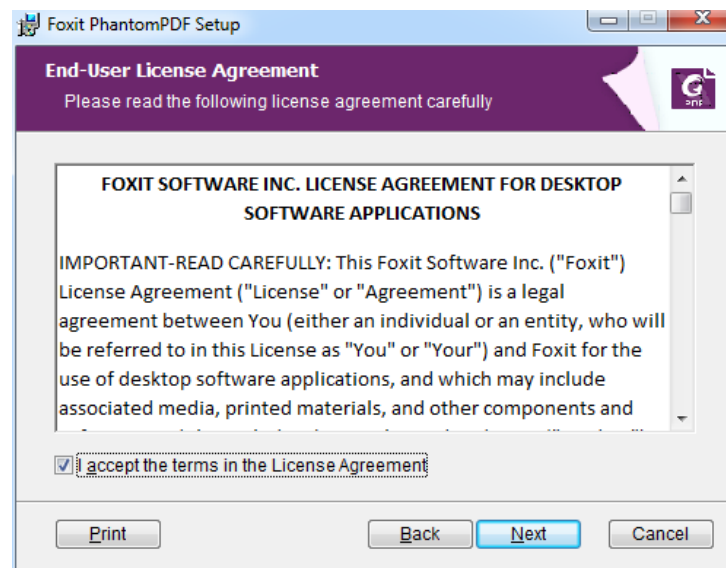 Foxit PhantomPDF Setup
End-User License Agreement
Please read the following license agreement carefully
G
PDF
FOXIT SOFTWARE INC. LICENSE AGREEMENT FOR DESKTOP
SOFTWARE APPLICATIONS
IMPORTANT-READ CAREFULLY: This Foxit Software Inc. ("Foxit")
License Agreement ("License" or "Agreement") is a legal
agreement between You (either an individual or an entity, who will
be referred to in this License as "You" or "Your") and Foxit for the
use of desktop software applications, and which may include
associated media, printed materials, and other components and
I accept the terms in the License Agreement
Print
Back
Next
Cancel